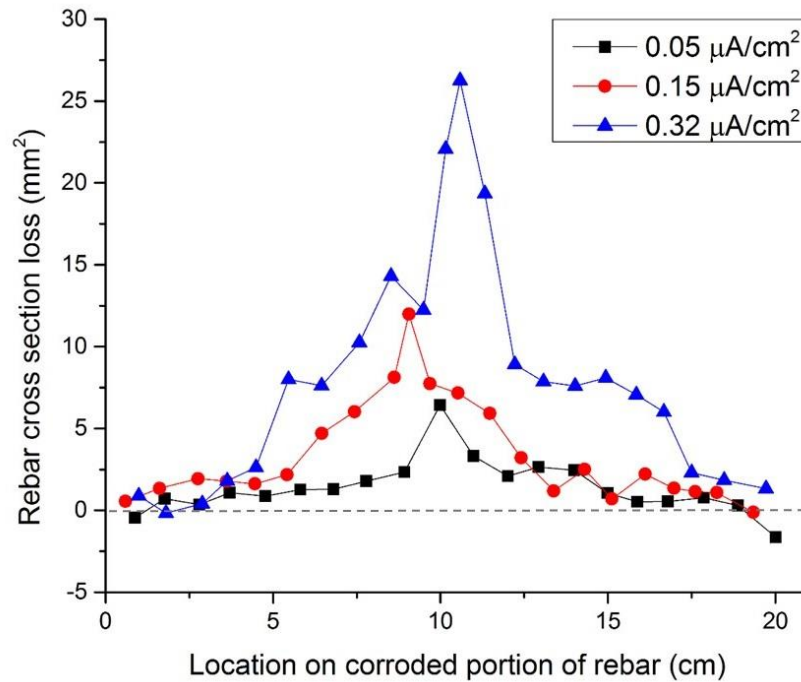 30
25
20
15
10
5
0
-5
0 5 10 15 20
Rebar cross section loss (mm²)
Location on corroded portion of rebar (cm)
0.05 μA/cm²
0.15 μA/cm²
0.32 μA/cm²